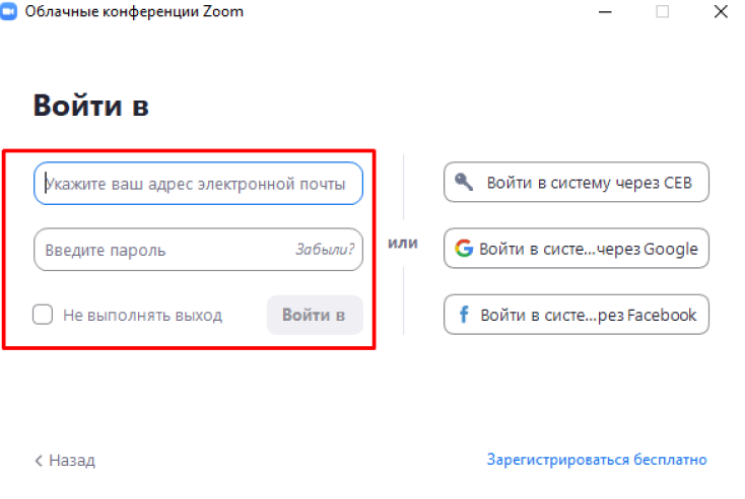 Облачные конференции Zoom
Войти в
Укажите ваш адрес электронной почты
Введите пароль Забыли?
Не выполнять выход Войти в
или
Войти в систему через СЕВ
Войти в систе...через Google
Войти в систе...рез Facebook
Назад
Зарегистрироваться бесплатно